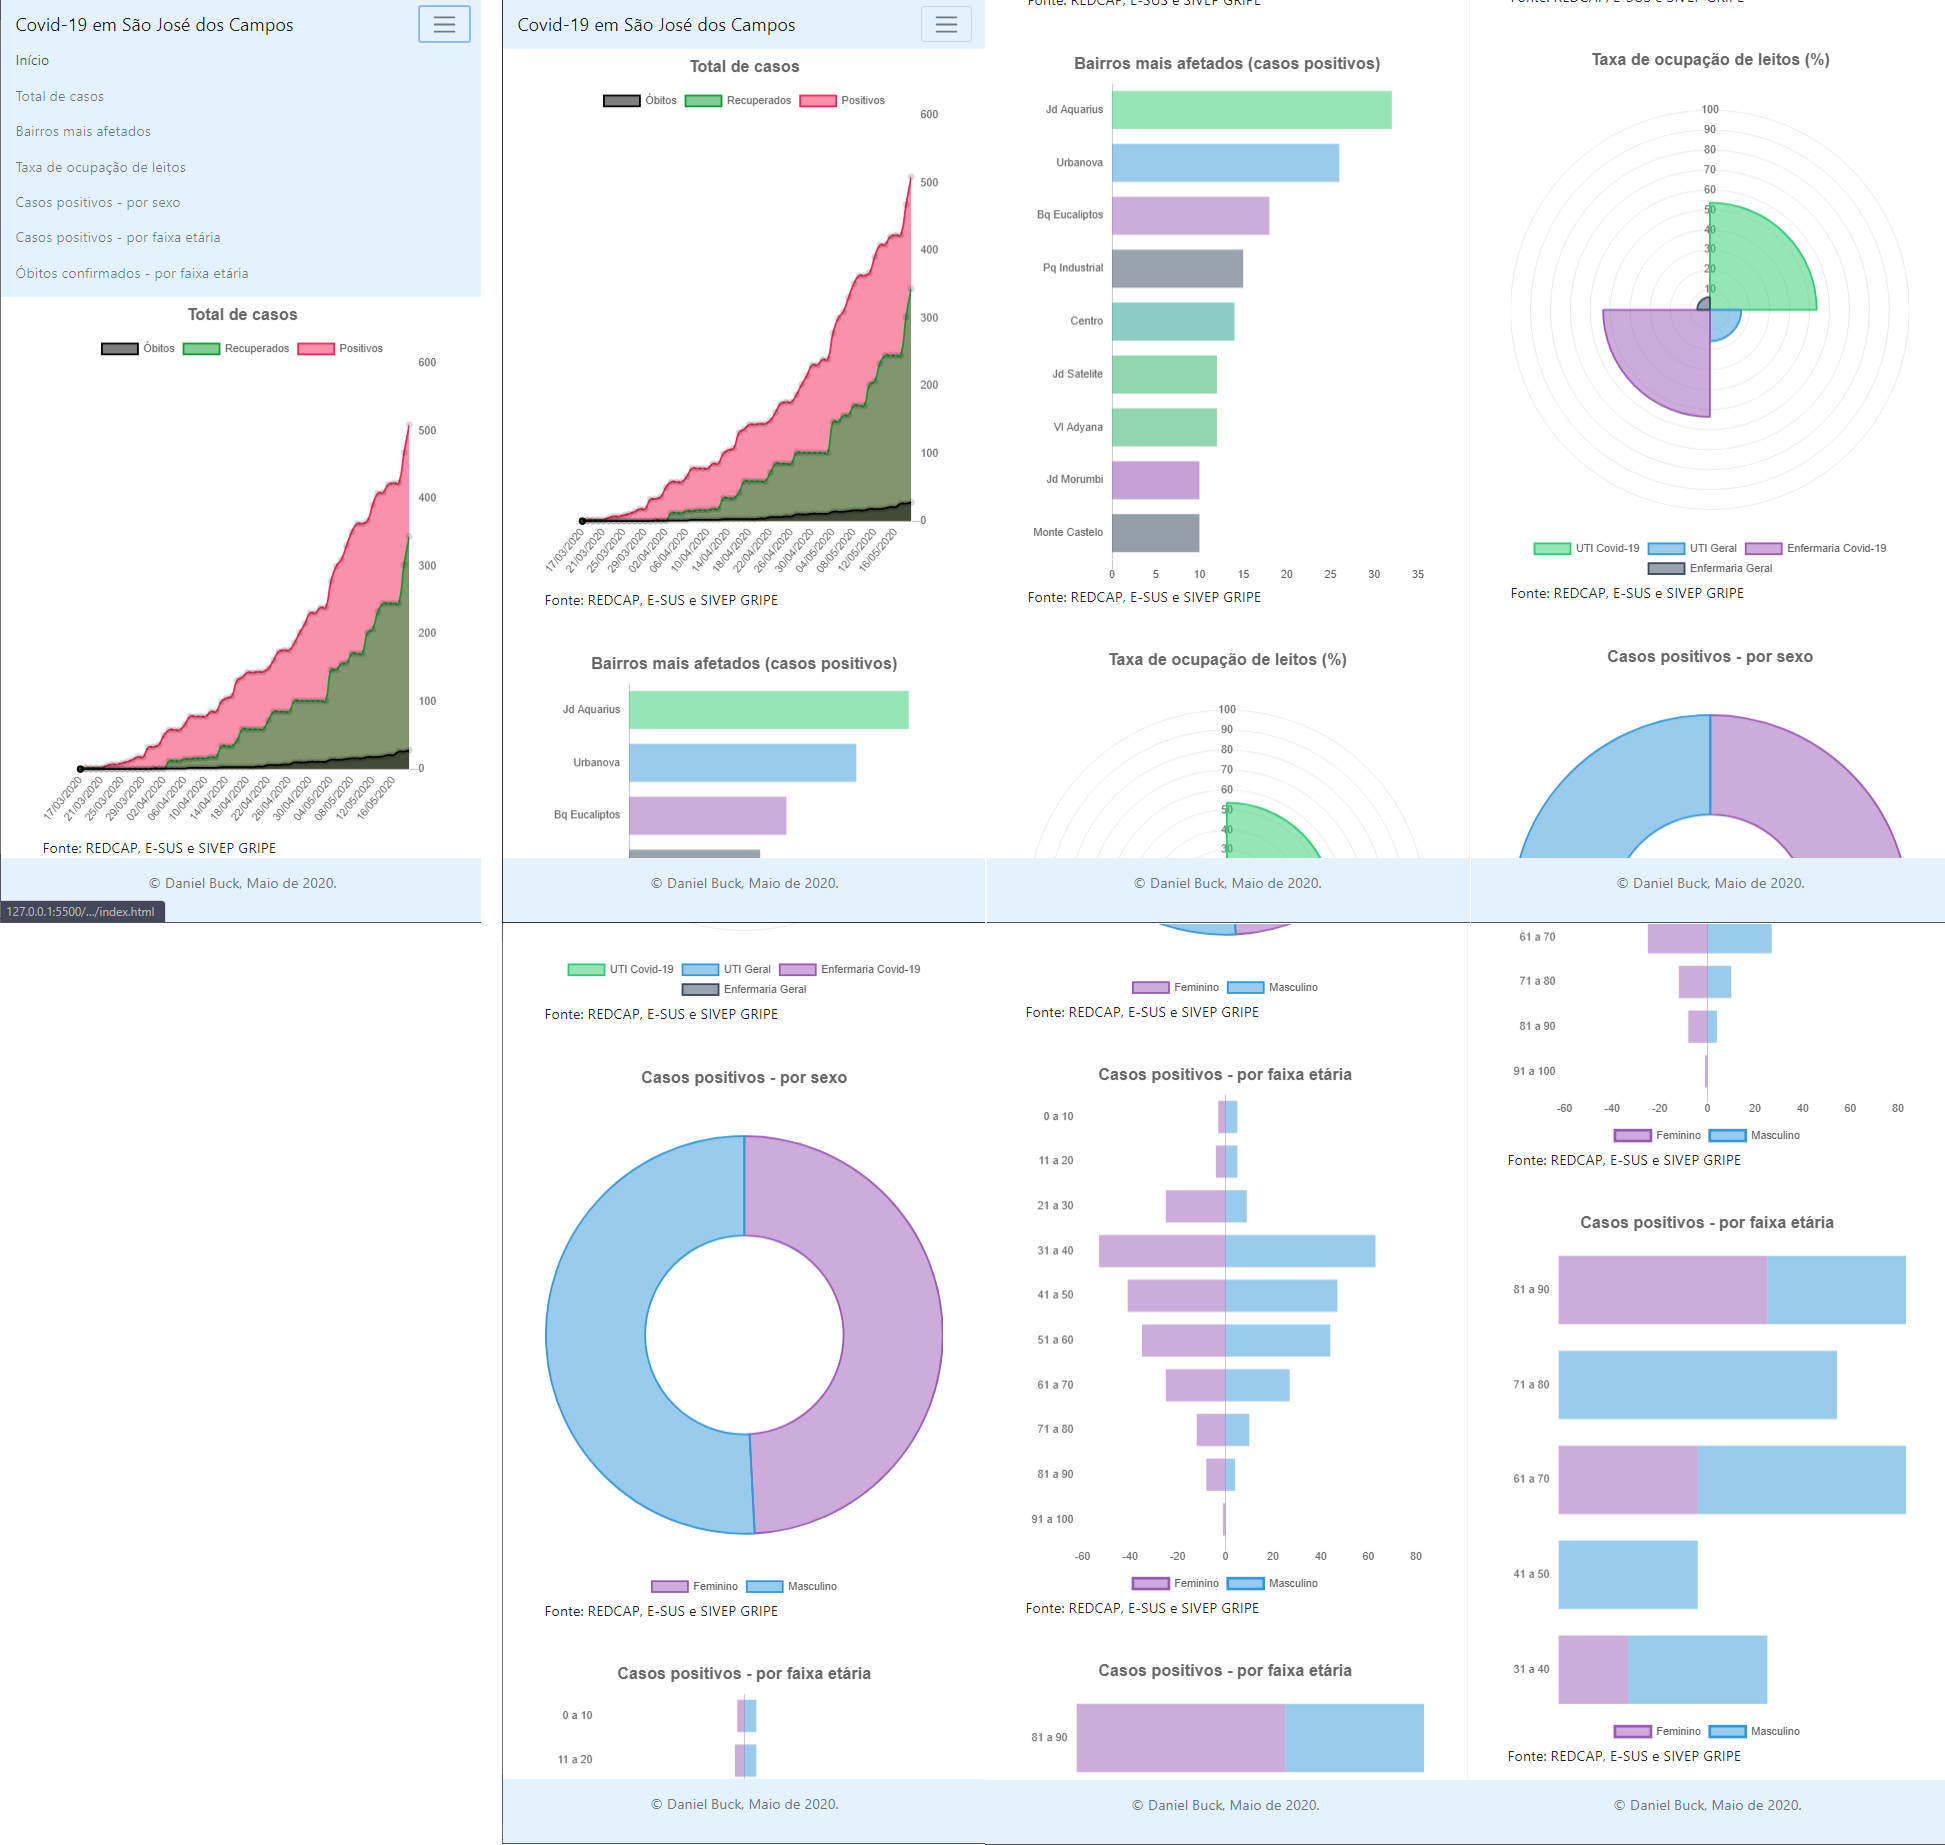 Covid-19 em São José dos Campos
Início
Total de casos
Bairros mais afetados
Taxa de ocupação de leitos
Casos positivos - por sexo
Casos positivos - por faixa etária
Óbitos confirmados - por faixa etária
Total de casos
Óbitos Recuperados Positivos
600
500
400
300
200
100
0
17/03/2020 21/03/2020 25/03/2020 29/03/2020 02/04/2020 06/04/2020 10/04/2020 14/04/2020 18/04/2020 22/04/2020 26/04/2020 30/04/2020 04/05/2020 08/05/2020 12/05/2020 16/05/2020
Fonte: REDCAP, E-SUS e SIVEP GRIPE
© Daniel Buck, Maio de 2020.
127.0.0.1:5500/.../index.html
Covid-19 em São José dos Campos
Total de casos
Óbitos Recuperados Positivos
600
500
400
300
200
100
0
17/03/2020 21/03/2020 25/03/2020 29/03/2020 02/04/2020 06/04/2020 10/04/2020 14/04/2020 18/04/2020 22/04/2020 26/04/2020 30/04/2020 04/05/2020 08/05/2020 12/05/2020 16/05/2020
Fonte: REDCAP, E-SUS e SIVEP GRIPE
Bairros mais afetados (casos positivos)
Jd Aquarius
Urbanova
Bq Eucaliptos
© Daniel Buck, Maio de 2020.
Fonte: REDCAP, E-SUS e SIVEP GRIPE
Bairros mais afetados (casos positivos)
Jd Aquarius
Urbanova
Bq Eucaliptos
Pq Industrial
Centro
Jd Satelite
Vl Adyana
Jd Morumbi
Monte Castelo
0 5 10 15 20 25 30 35
Fonte: REDCAP, E-SUS e SIVEP GRIPE
Taxa de ocupação de leitos (%)
100
90
80
70
60
50
40
30
© Daniel Buck, Maio de 2020.
Fonte: REDCAP, E-SUS e SIVEP GRIPE
Taxa de ocupação de leitos (%)
100
90
80
70
60
50
40
30
20
10
UTI Covid-19 UTI Geral Enfermaria Covid-19
Enfermaria Geral
Fonte: REDCAP, E-SUS e SIVEP GRIPE
Casos positivos - por sexo
© Daniel Buck, Maio de 2020.
UTI Covid-19 UTI Geral Enfermaria Covid-19
Enfermaria Geral
Fonte: REDCAP, E-SUS e SIVEP GRIPE
Casos positivos - por sexo
Feminino Masculino
Fonte: REDCAP, E-SUS e SIVEP GRIPE
Casos positivos - por faixa etária
0 a 10
11 a 20
© Daniel Buck, Maio de 2020.
Feminino Masculino
Fonte: REDCAP, E-SUS e SIVEP GRIPE
Casos positivos - por faixa etária
0 a 10
11 a 20
21 a 30
31 a 40
41 a 50
51 a 60
61 a 70
71 a 80
81 a 90
91 a 100
-60 -40 -20 0 20 40 60 80
Feminino Masculino
Fonte: REDCAP, E-SUS e SIVEP GRIPE
Casos positivos - por faixa etária
81 a 90
© Daniel Buck, Maio de 2020.
61 a 70
71 a 80
81 a 90
91 a 100
-60 -40 -20 0 20 40 60 80
Feminino Masculino
Fonte: REDCAP, E-SUS e SIVEP GRIPE
Casos positivos - por faixa etária
81 a 90
71 a 80
61 a 70
41 a 50
31 a 40
Feminino Masculino
Fonte: REDCAP, E-SUS e SIVEP GRIPE
© Daniel Buck, Maio de 2020.